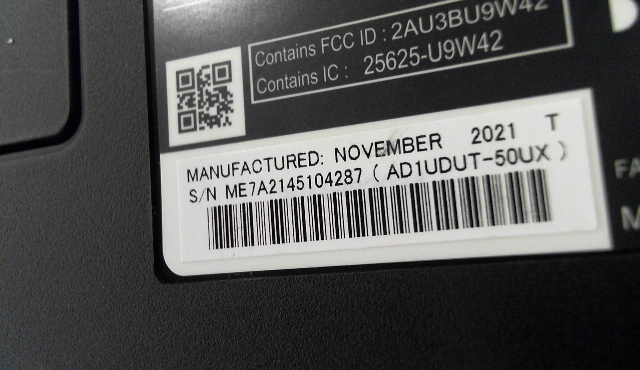 Contains FCC ID : 2AU3BU9W42
Contains IC : 25625-U9W42
MANUFACTURED: NOVEMBER 2021 T
S/N ME7A2145104287 ( AD1UDUT-50UX )